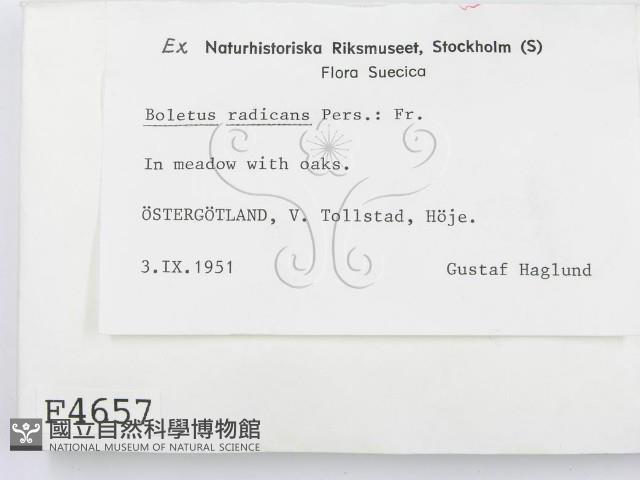 Ex Naturhistoriska Riksmuseet, Stockholm (S)
Flora Suecica
Boletus radicans Pers.: Fr.
In meadow with oaks.
ÖSTERGÖTLAND, V. Tollstad, Höje.
3.IX.1951 Gustaf Haglund
F4657
國立自然科學博物館
NATIONAL MUSEUM OF NATURAL SCIENCE